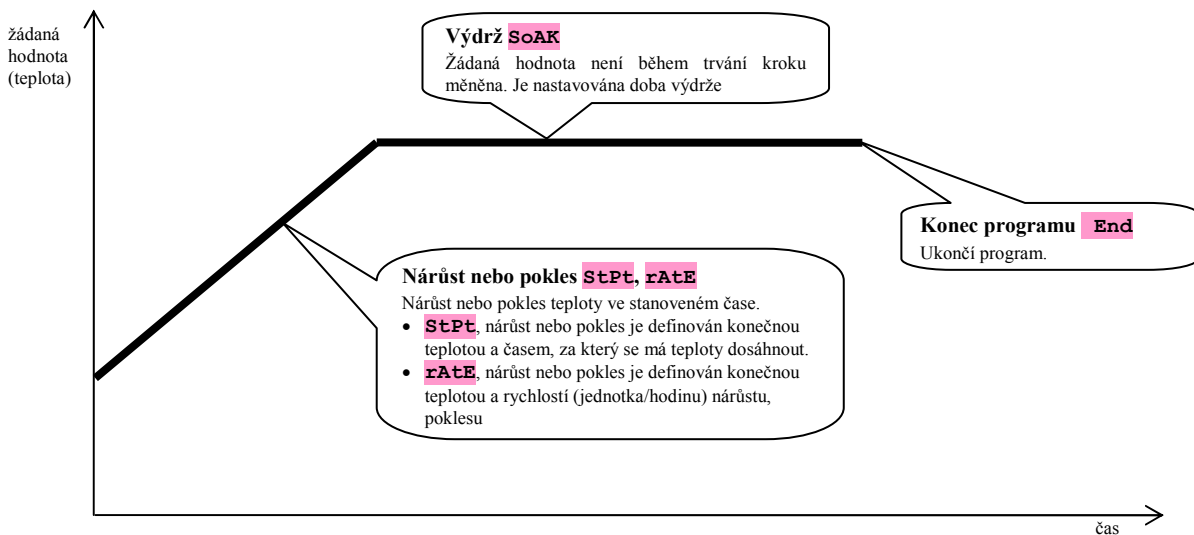 žádaná
hodnota
(teplota)
Výdrž SoAK
Žádaná hodnota není během trvání kroku
měněna. Je nastavována doba výdrže
Konec programu End
Ukončí program.
Nárůst nebo pokles StPt, rAtE
Nárůst nebo pokles teploty ve stanoveném čase.
• StPt, nárůst nebo pokles je definován konečnou
teplotou a časem, za který se má teploty dosáhnout.
• rAtE, nárůst nebo pokles je definován konečnou
teplotou a rychlostí (jednotka/hodinu) nárůstu,
poklesu
čas